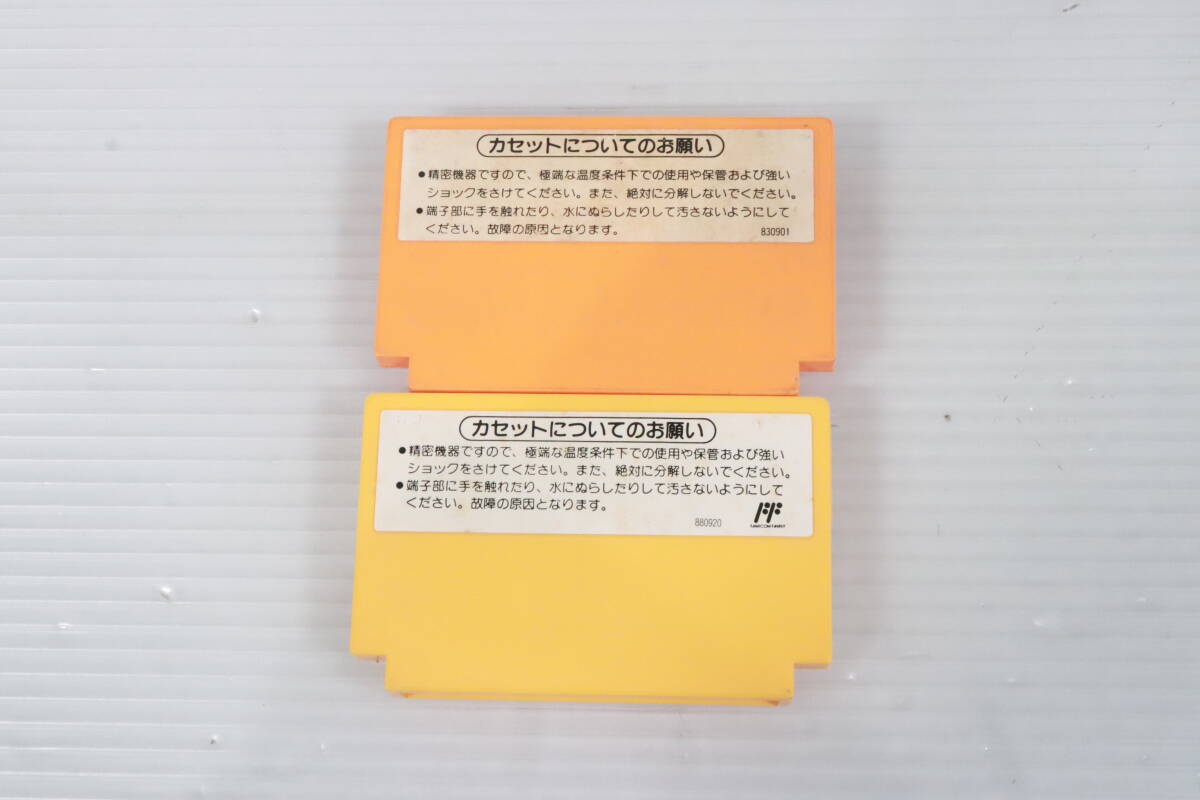 カセットについてのお願い
●精密機器ですので、極端な温度条件下での使用や保管および強い
ショックをさけてください。また、絶対に分解しないでください。
●端子部に手を触れたり、水にぬらしたりして汚さないようにして
ください。故障の原因となります。
830901
カセットについてのお願い
●精密機器ですので、極端な温度条件下での使用や保管および強い
ショックをさけてください。また、絶対に分解しないでください。
●端子部に手を触れたり、水にぬらしたりして汚さないようにして
ください。故障の原因となります。
880920
FF
FAMICOM FAMILY